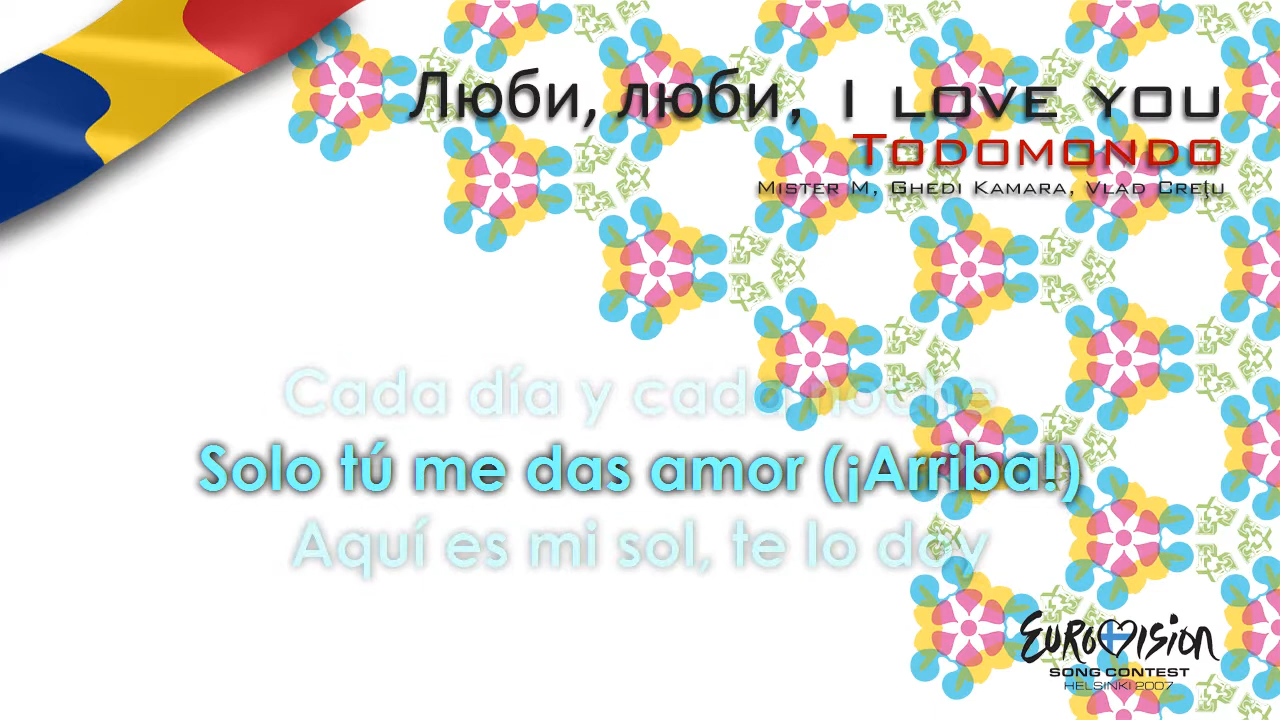 Люби, люби, I LOVE YOU
TODOMONDO
MISTER M, GHEDI KAMARA, VLAD CREȚU
Cada día y cada noche
Solo tú me das amor (¡Arriba!)
Aquí es mi sol, te lo doy
EUROVISION
SONG CONTEST
HELSINKI 2007